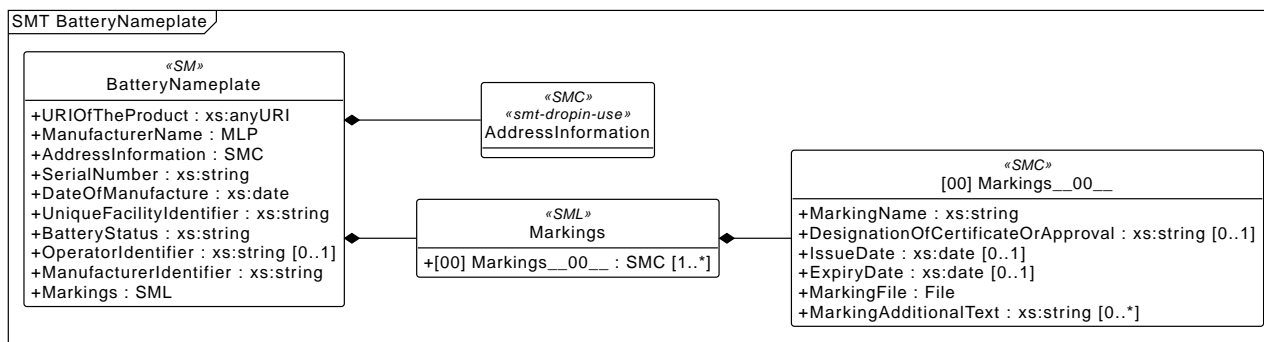 SMT BatteryNameplate
«SM»
BatteryNameplate
+URIOfTheProduct : xs:anyURI
+ManufacturerName : MLP
+AddressInformation : SMC
+SerialNumber : xs:string
+DateOfManufacture : xs:date
+UniqueFacilityIdentifier : xs:string
+BatteryStatus : xs:string
+OperatorIdentifier : xs:string [0..1]
+ManufacturerIdentifier : xs:string
+Markings : SML
«SMC»
«smt-dropin-use»
AddressInformation
«SML»
Markings
+[00] Markings__00__ : SMC [1..*]
«SMC»
[00] Markings__00__
+MarkingName : xs:string
+DesignationOfCertificateOrApproval : xs:string [0..1]
+IssueDate : xs:date [0..1]
+ExpiryDate : xs:date [0..1]
+MarkingFile : File
+MarkingAdditionalText : xs:string [0..*]